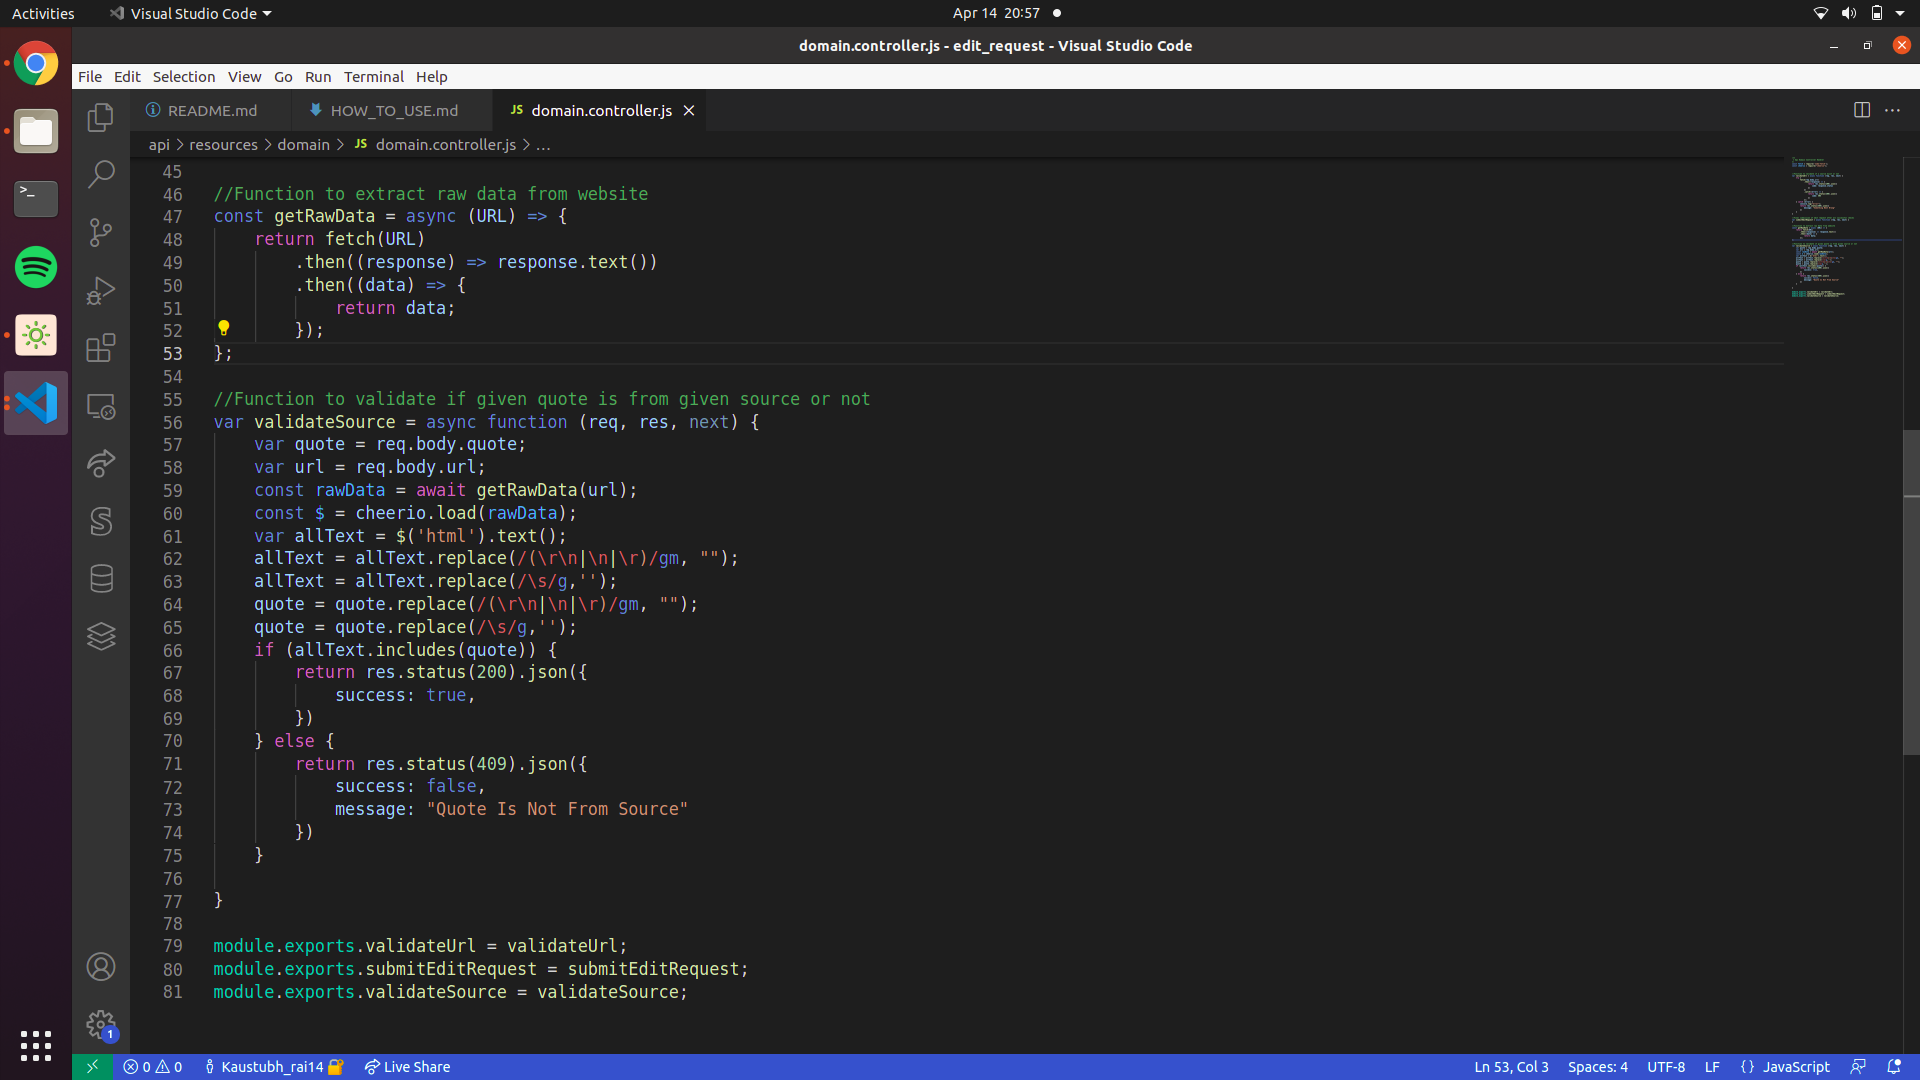 Activities Visual Studio Code Apr 14 20:57
domain.controller.js - edit_request - Visual Studio Code
File Edit Selection View Go Run Terminal Help
README.md HOW_TO_USE.md JS domain.controller.js
api > resources > domain > JS domain.controller.js > ...
45
46 //Function to extract raw data from website
47 const getRawData = async (URL) => {
48     return fetch(URL)
49         .then((response) => response.text())
50         .then((data) => {
51             return data;
52         });
53 };
54
55 //Function to validate if given quote is from given source or not
56 var validateSource = async function (req, res, next) {
57     var quote = req.body.quote;
58     var url = req.body.url;
59     const rawData = await getRawData(url);
60     const $ = cheerio.load(rawData);
61     var allText = $('html').text();
62     allText = allText.replace(/(\r\n|\n|\r)/gm, "");
63     allText = allText.replace(/\s/g,'');
64     quote = quote.replace(/(\r\n|\n|\r)/gm, "");
65     quote = quote.replace(/\s/g,'');
66     if (allText.includes(quote)) {
67         return res.status(200).json({
68             success: true,
69         })
70     } else {
71         return res.status(409).json({
72             success: false,
73             message: "Quote Is Not From Source"
74         })
75     }
76
77 }
78
79 module.exports.validateUrl = validateUrl;
80 module.exports.submitEditRequest = submitEditRequest;
81 module.exports.validateSource = validateSource;
1
0 0 Kaustubh_rai14 Live Share Ln 53, Col 3 Spaces: 4 UTF-8 LF {} JavaScript